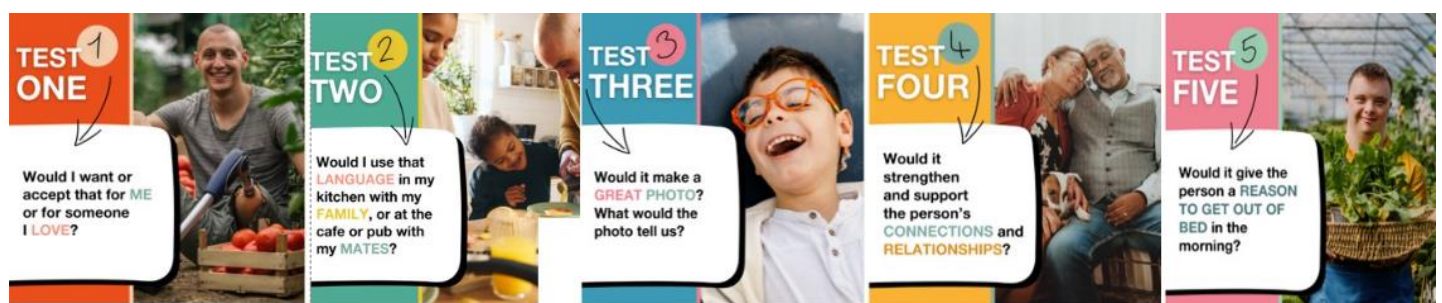 TEST 1
ONE
Would I want or
accept that for ME
or for someone
I LOVE?
TEST 2
TWO
Would I use that
LANGUAGE in my
kitchen with my
FAMILY, or at the
cafe or pub with
my MATES?
TEST 3
THREE
Would it make a
GREAT PHOTO?
What would the
photo tell us?
TEST 4
FOUR
Would it
strengthen
and support
the person's
CONNECTIONS and
RELATIONSHIPS?
TEST 5
FIVE
Would it give the
person a REASON
TO GET OUT OF
BED in the
morning?